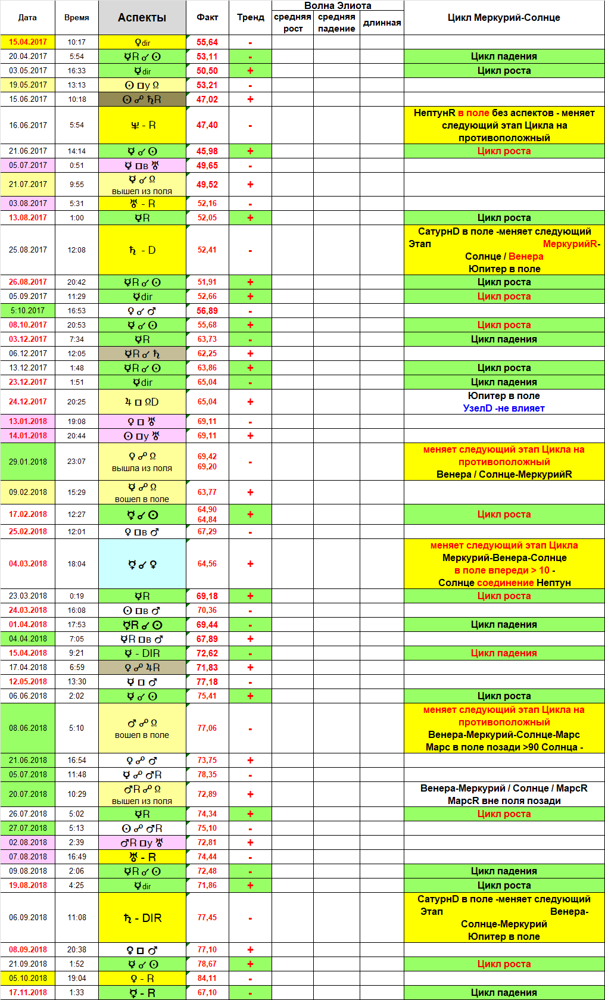 Дата Время Аспекты Факт Тренд Волна Элиота Цикл Меркурий-Солнце
средняя рост средняя падение длинная
15.04.2017 10:17 ♀dir 55,64 -
20.04.2017 5:54 ☿R ☌ ☉ 53,11 - Цикл падения
03.05.2017 16:33 ☿dir 50,50 + Цикл роста
19.05.2017 13:13 ☉ □у ☊ 53,21 -
15.06.2017 10:18 ☉ ☍ ♄R 47,02 +
16.06.2017 5:54 ♆ - R 47,40 - НептунR в поле без аспектов - меняет
следующий этап Цикла на
противоположный
21.06.2017 14:14 ☿ ☌ ☉ 45,98 + Цикл роста
05.07.2017 0:51 ☿ □в ♅ 49,65 -
21.07.2017 9:55 ☿ ☌ ☊ 49,52 +
вышел из поля
03.08.2017 5:31 ♅ - R 52,16 -
13.08.2017 1:00 ☿R 52,05 + Цикл роста
25.08.2017 12:08 ♄ - D 52,41 - СатурнD в поле -меняет следующий
Этап МеркурийR-
Солнце / Венера
Юпитер в поле
26.08.2017 20:42 ☿R ☌ ☉ 51,91 + Цикл роста
05.09.2017 11:29 ☿dir 52,66 + Цикл роста
5:10.2017 16:53 ♀ ☌ ♂ 56,89 -
08.10.2017 20:53 ☿ ☌ ☉ 55,68 + Цикл роста
03.12.2017 7:34 ☿R 63,73 - Цикл падения
06.12.2017 12:05 ☿R ☌ ♄ 62,25 +
13.12.2017 1:48 ☿R ☌ ☉ 63,86 + Цикл роста
23.12.2017 1:51 ☿dir 65,04 - Цикл падения
24.12.2017 20:25 ♃ □ ☊D 65,04 + Юпитер в поле
УзелD -не влияет
13.01.2018 19:08 ♀ □ ♅ 69,11 -
14.01.2018 20:44 ☉ □у ♅ 69,11 +
29.01.2018 23:07 ♀ ☍ ☊ 69,42 - меняет следующий этап Цикла на
вышла из поля 69,20 противоположный
Венера / Солнце-МеркурийR
09.02.2018 15:29 ☿ ☍ ☊ 63,77 +
вошел в поле
17.02.2018 12:27 ☿ ☌ ☉ 64,90 + Цикл роста
64,84
25.02.2018 12:01 ♀ □в ♂ 67,29 -
04.03.2018 18:04 ☿ ☌ ♀ 64,56 + меняет следующий этап Цикла
Меркурий-Венера-Солнце
в поле впереди > 10 -
Солнце соединение Нептун
23.03.2018 0:19 ☿R 69,18 + Цикл роста
24.03.2018 16:08 ☉ □в ♂ 70,36 -
01.04.2018 17:53 ☿R ☌ ☉ 69,44 - Цикл падения
04.04.2018 7:05 ☿R □в ♂ 67,89 +
15.04.2018 9:21 ☿ - DIR 72,62 - Цикл падения
17.04.2018 6:59 ♀ ☍ ♃R 71,83 +
12.05.2018 13:30 ☿ □ ♂ 77,18 -
06.06.2018 2:02 ☿ ☌ ☉ 75,41 + Цикл роста
08.06.2018 5:10 ♂ ☍ ☊ 77,06 - меняет следующий этап Цикла на
вошел в поле противоположный
Венера-Меркурий-Солнце-Марс
Марс в поле позади >90 Солнца -
21.06.2018 16:54 ♀ ☍ ♂ 73,75 +
05.07.2018 11:48 ☿ ☍ ♂R 78,35 -
20.07.2018 10:29 ♂R ☍ ☊ 72,89 + Венера-Меркурий / Солнце / МарсR
вышел из поля МарсR вне поля позади
26.07.2018 5:02 ☿R 74,34 + Цикл роста
27.07.2018 5:13 ☉ ☍ ♂R 75,10 -
02.08.2018 2:39 ♂R □у ♅ 72,81 +
07.08.2018 16:49 ♅ - R 74,44 -
09.08.2018 2:06 ☿R ☌ ☉ 72,48 - Цикл падения
19.08.2018 4:25 ☿dir 71,86 + Цикл роста
06.09.2018 11:08 ♄ - DIR 77,45 - СатурнD в поле -меняет следующий
Этап Венера-
Солнце-Меркурий
Юпитер в поле
08.09.2018 20:38 ♀ □ ♂ 77,10 +
21.09.2018 1:52 ☿ ☌ ☉ 78,67 + Цикл роста
05.10.2018 19:04 ♀ - R 84,11 -
17.11.2018 1:33 ☿ - R 67,10 - Цикл падения